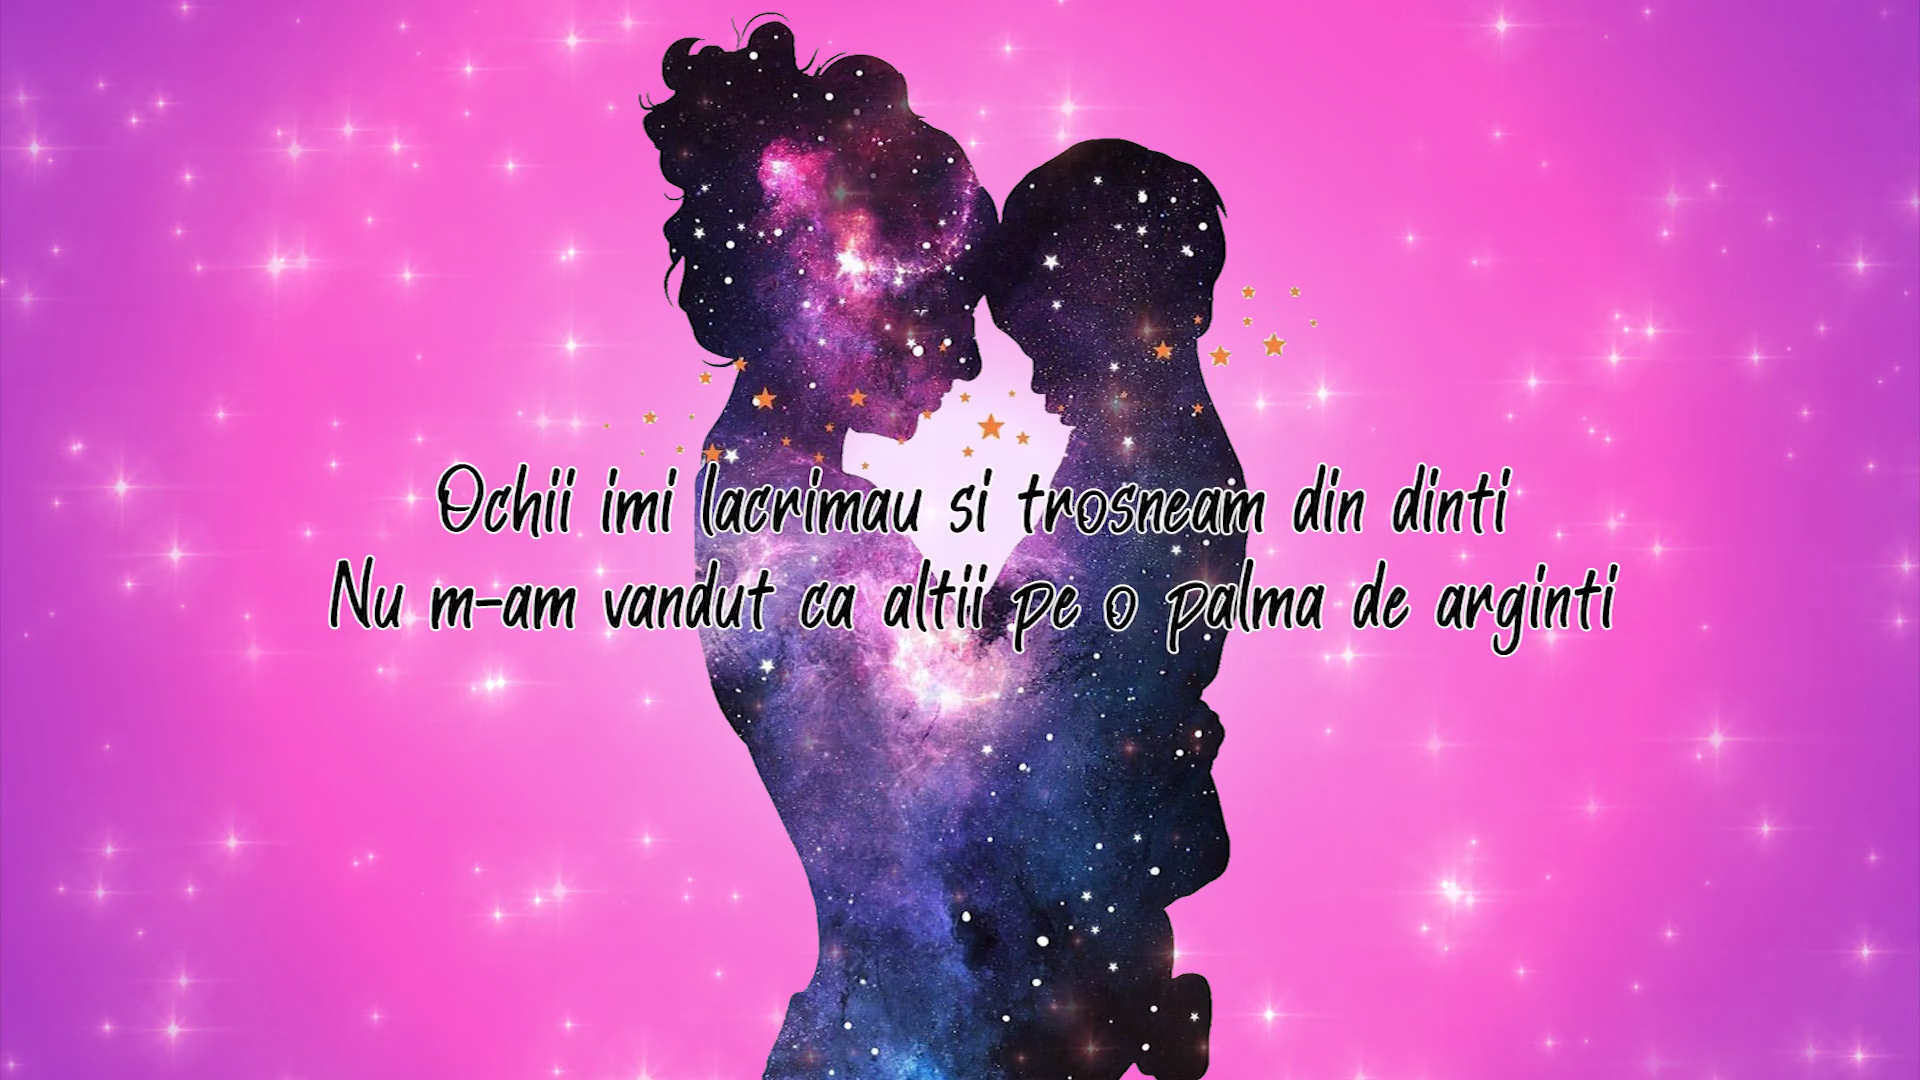 Ochii imi lacrimau si trosneam din dinti
Nu m-am vandut ca altii pe o palma de arginti